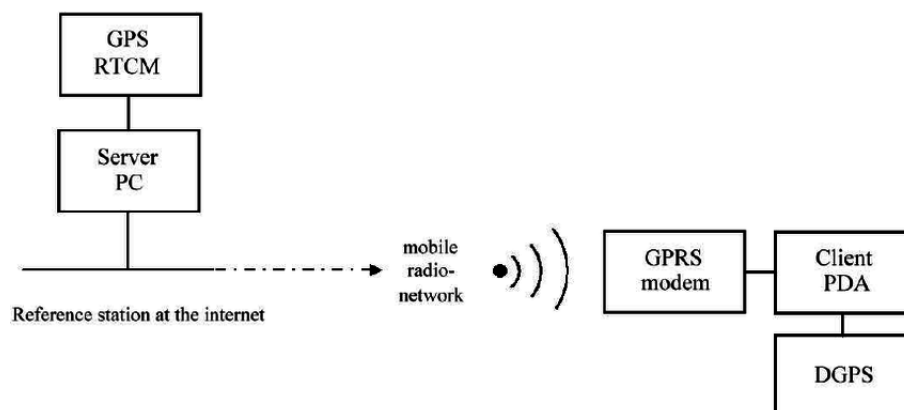 GPS
RTCM
Server
PC
Reference station at the internet
mobile
radio-
network
GPRS
modem
Client
PDA
DGPS